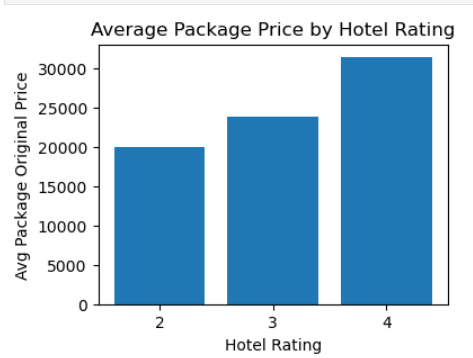 Average Package Price by Hotel Rating
Avg Package Original Price
30000
25000
20000
15000
10000
5000
0
2 3 4
Hotel Rating